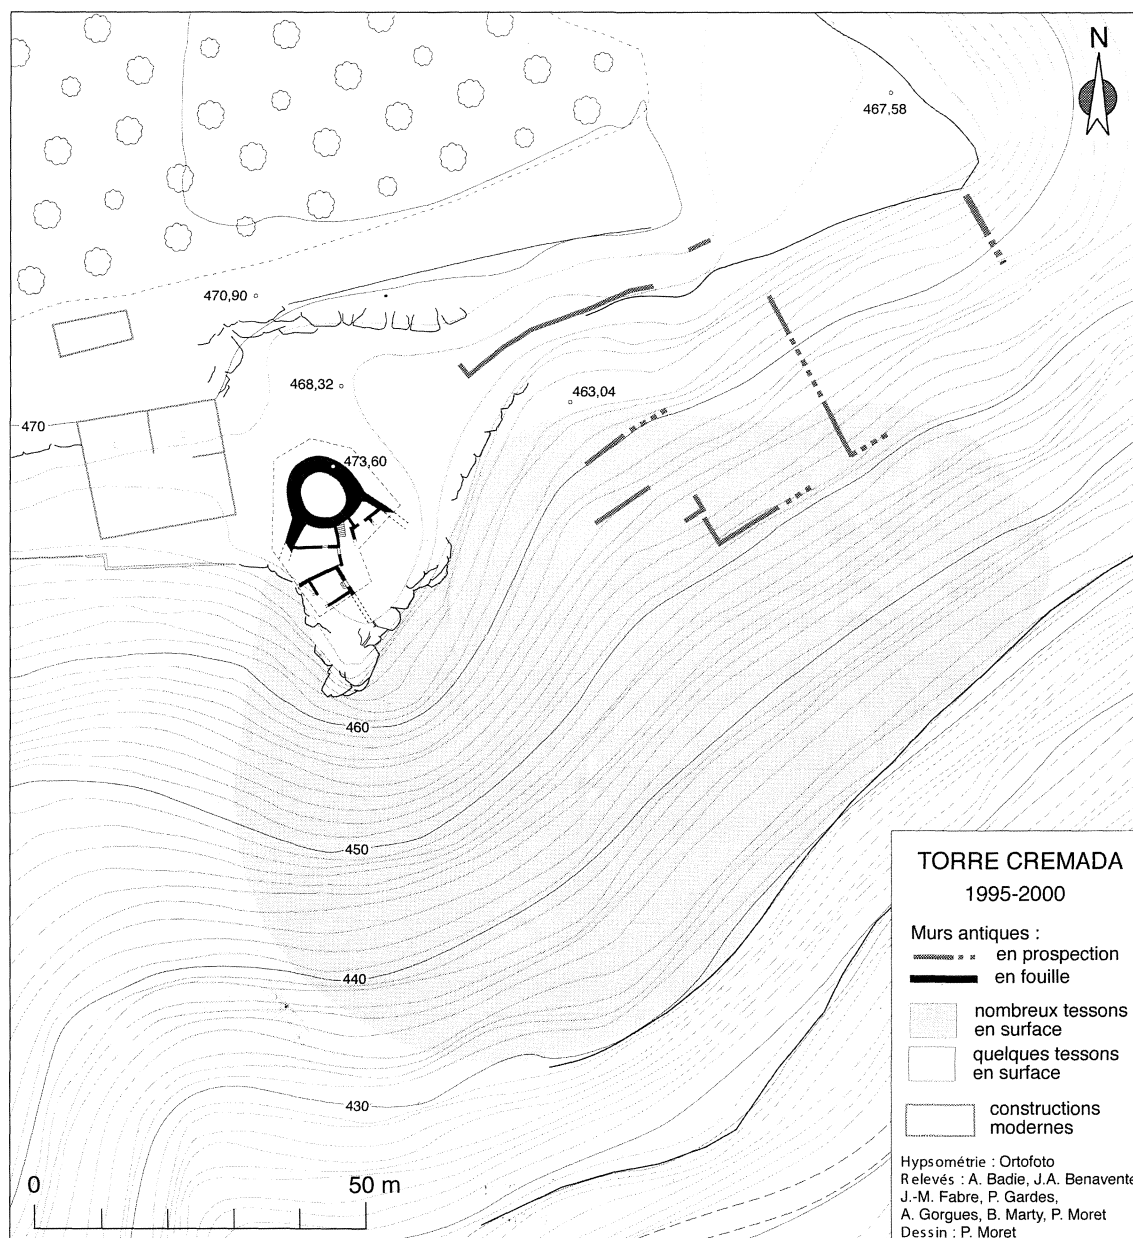 N
467,58
470,90
468,32
463,04
470
473,60
460
450
440
430
0
50 m
TORRE CREMADA
1995-2000
Murs antiques :
en prospection
en fouille
nombreux tessons
en surface
quelques tessons
en surface
constructions
modernes
Hypsométrie : Ortofoto
Relevés : A. Badie, J.A. Benavente
J.-M. Fabre, P. Gardes,
A. Gorgues, B. Marty, P. Moret
Dessin : P. Moret